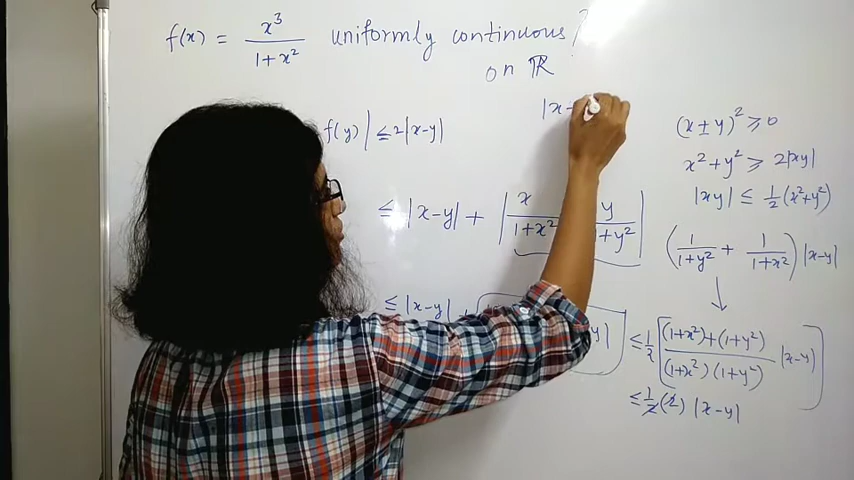 f(x) = x³/(1+x²) uniformly continuous?
on ℝ
|x-
f(y)| ≤ 2|x-y|
≤ |x-y| + | x/(1+x²) y/(1+y²) |
≤ |x-y| +
y|
(x±y)² ≥ 0
x²+y² ≥ 2|xy|
|xy| ≤ 1/2 (x²+y²)
(1/(1+y²) + 1/(1+x²)) |x-y|
↓
≤ 1/2 [ ((1+x²)+(1+y²))/((1+x²)(1+y²)) |x-y| ]
≤ 1/2 (2) |x-y|